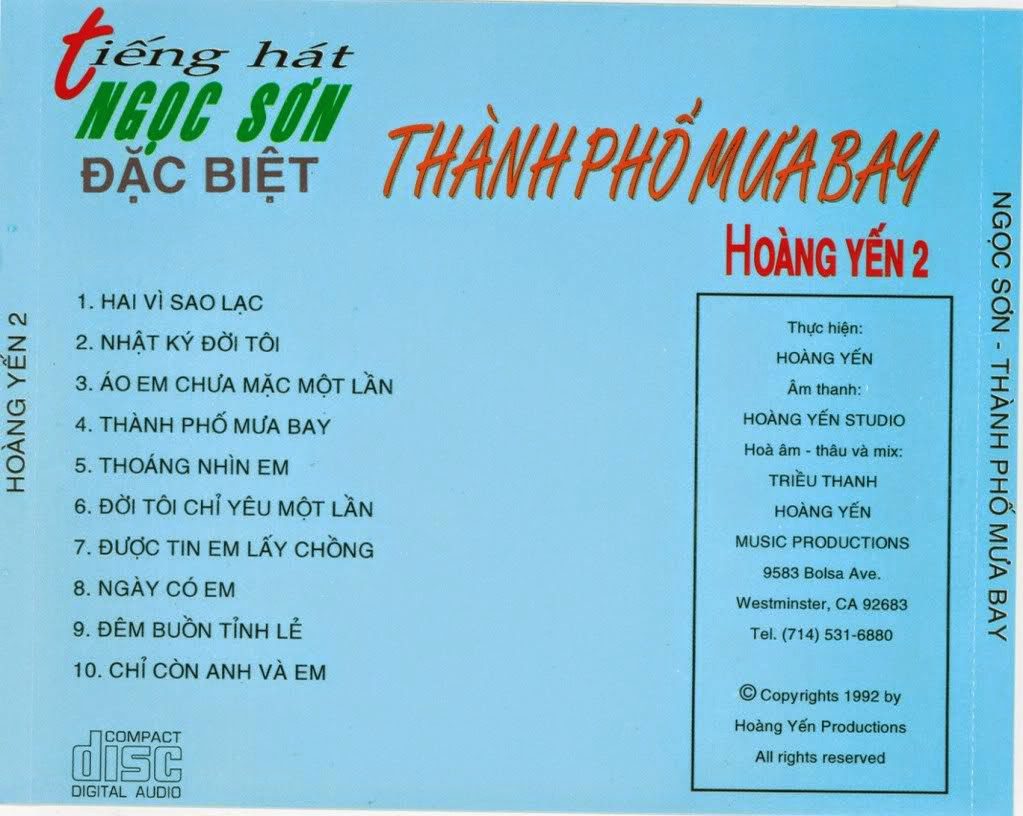 tiếng hát
NGỌC SƠN
ĐẶC BIỆT
THÀNH PHỐ MƯA BAY
HOÀNG YẾN 2
1. HAI VÌ SAO LẠC
2. NHẬT KÝ ĐỜI TÔI
3. ÁO EM CHƯA MẶC MỘT LẦN
4. THÀNH PHỐ MƯA BAY
5. THOÁNG NHÌN EM
6. ĐỜI TÔI CHỈ YÊU MỘT LẦN
7. ĐƯỢC TIN EM LẤY CHỒNG
8. NGÀY CÓ EM
9. ĐÊM BUỒN TỈNH LẺ
10. CHỈ CÒN ANH VÀ EM
COMPACT
disc
DIGITAL AUDIO
Thực hiện:
HOÀNG YẾN
Âm thanh:
HOÀNG YẾN STUDIO
Hoà âm - thâu và mix:
TRIỀU THANH
HOÀNG YẾN
MUSIC PRODUCTIONS
9583 Bolsa Ave.
Westminster, CA 92683
Tel. (714) 531-6880
© Copyrights 1992 by
Hoàng Yến Productions
All rights reserved
HOÀNG YẾN 2
NGỌC SƠN - THÀNH PHỐ MƯA BAY